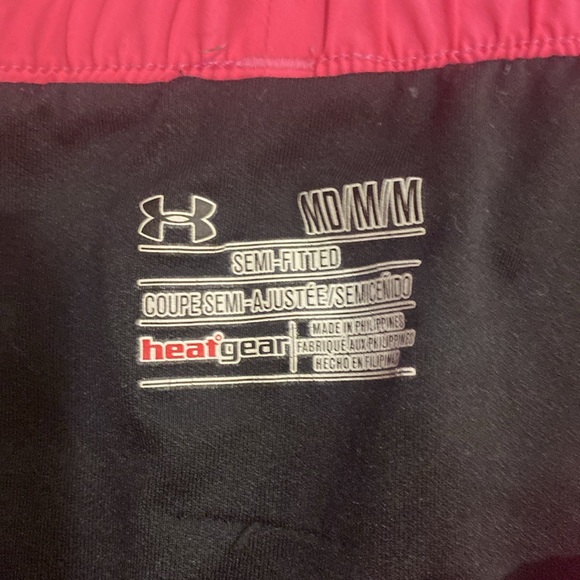 MD/M/M
SEMI-FITTED
COUPE SEMI-AJUSTÉE/SEMICEÑIDO
heatgear
MADE IN PHILIPPINES
FABRIQUÉ AUX PHILIPPINES
HECHO EN FILIPINAS